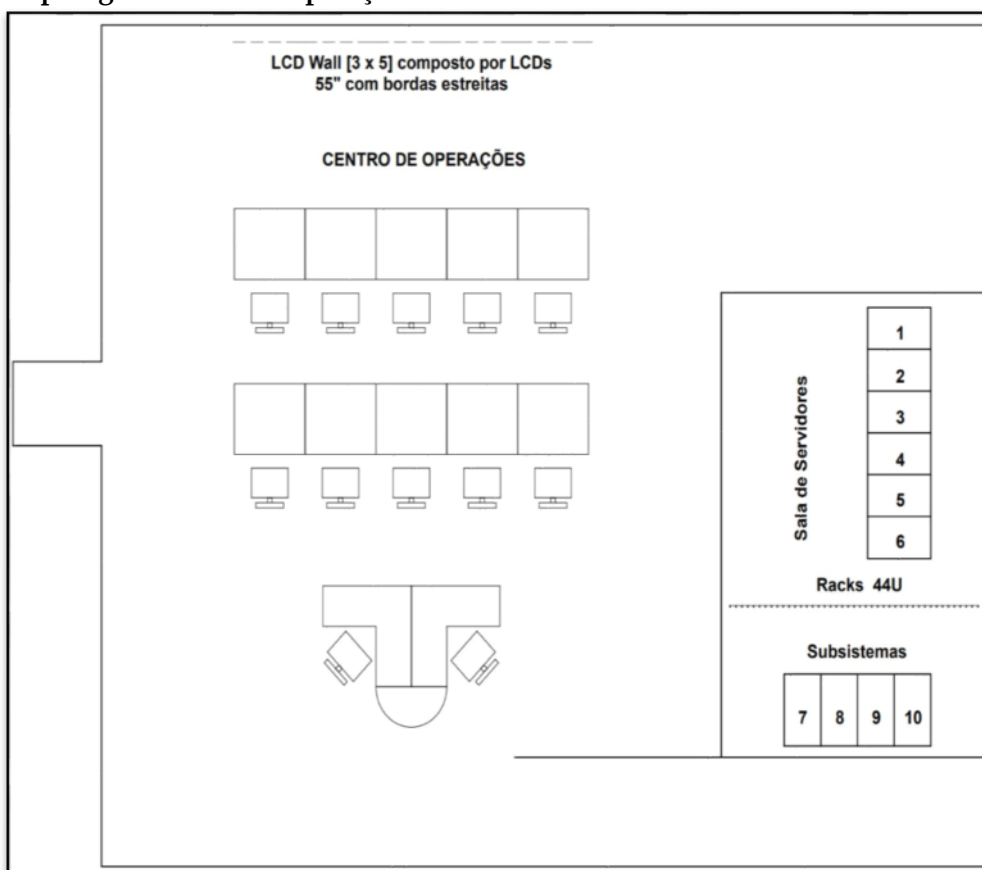 LCD Wall [3 x 5] composto por LCDs
55" com bordas estreitas
CENTRO DE OPERAÇÕES
Sala de Servidores
1
2
3
4
5
6
Racks 44U
Subsistemas
7 8 9 10